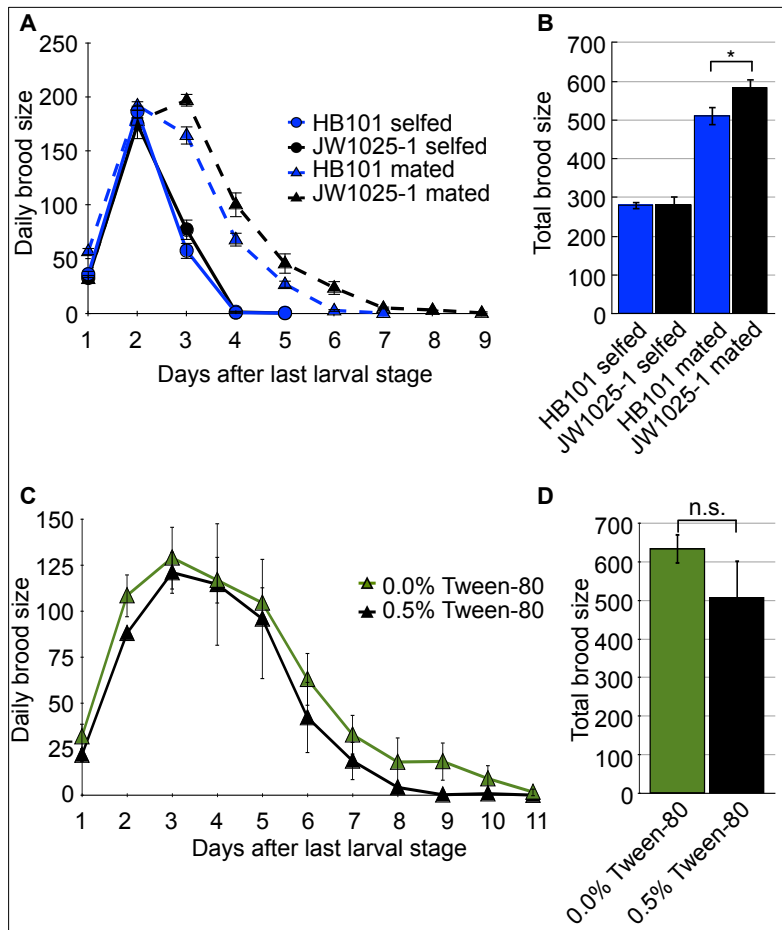 A
Daily brood size
250
200
150
100
50
0
1 2 3 4 5 6 7 8 9
Days after last larval stage
HB101 selfed
JW1025-1 selfed
HB101 mated
JW1025-1 mated
B
Total brood size
700
600
500
400
300
200
100
0
*
HB101 selfed
JW1025-1 selfed
HB101 mated
JW1025-1 mated
C
Daily brood size
150
125
100
75
50
25
0
1 2 3 4 5 6 7 8 9 10 11
Days after last larval stage
0.0% Tween-80
0.5% Tween-80
D
Total brood size
700
600
500
400
300
200
100
0
n.s.
0.0% Tween-80
0.5% Tween-80